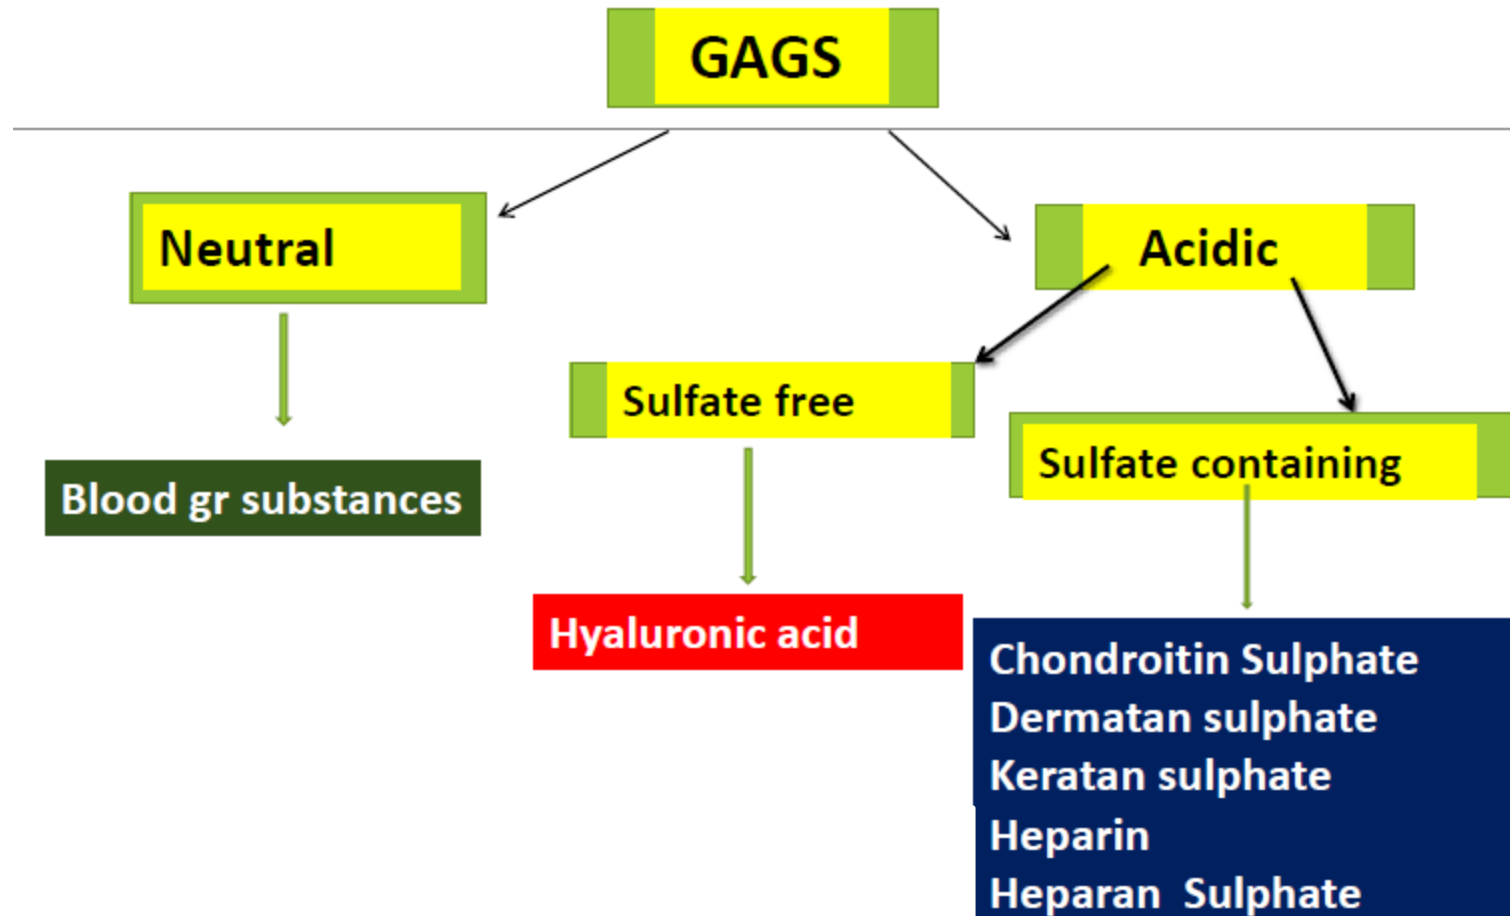 GAGS
Neutral
Acidic
Sulfate free
Sulfate containing
Blood gr substances
Hyaluronic acid
Chondroitin Sulphate
Dermatan sulphate
Keratan sulphate
Heparin
Heparan Sulphate